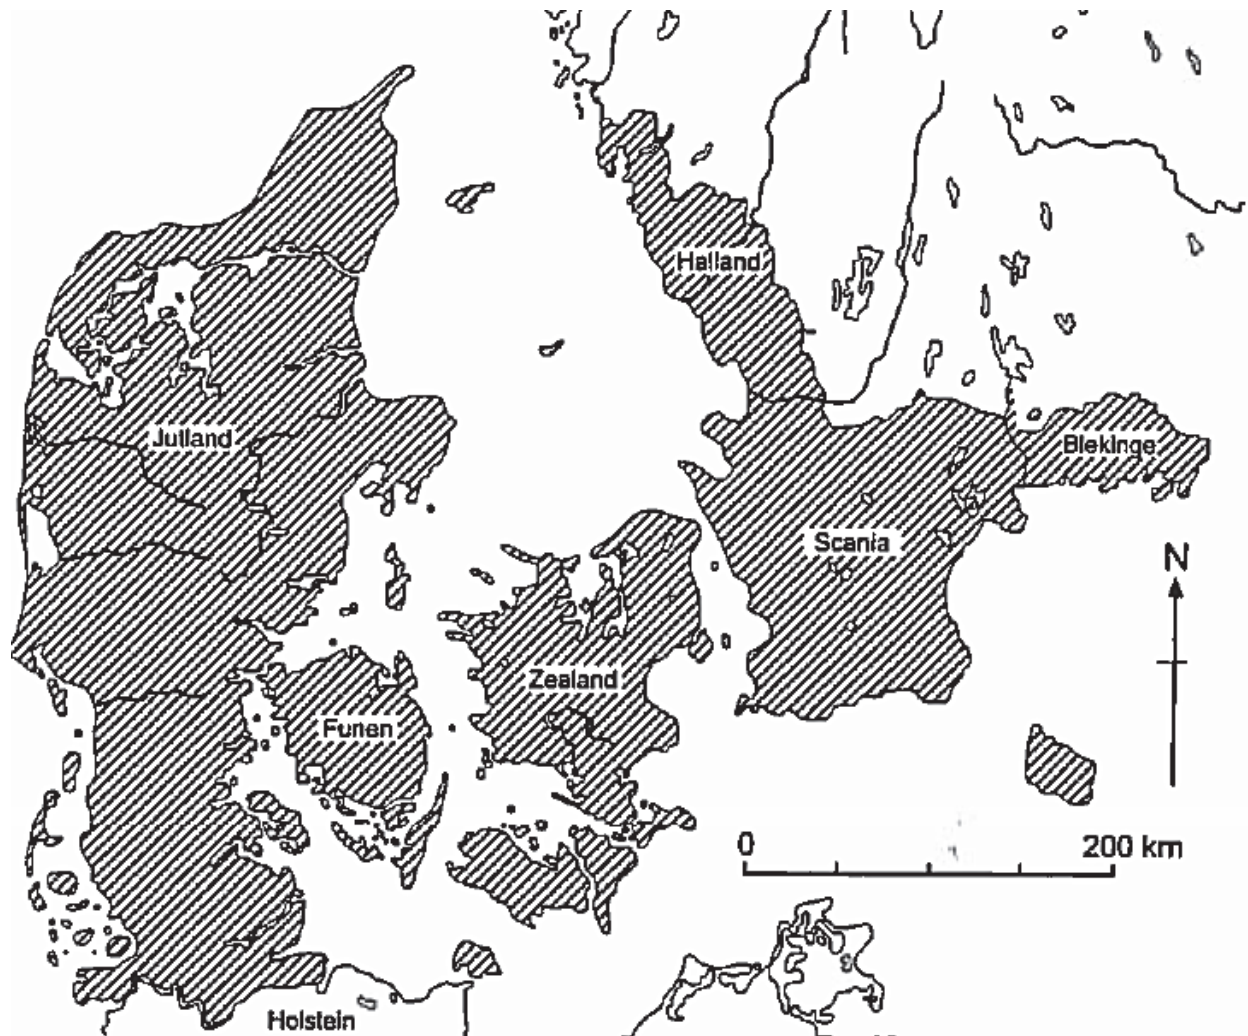 Halland
Jutland
Blekinge
Scania
N
Zealand
Funen
0 200 km
Holstein